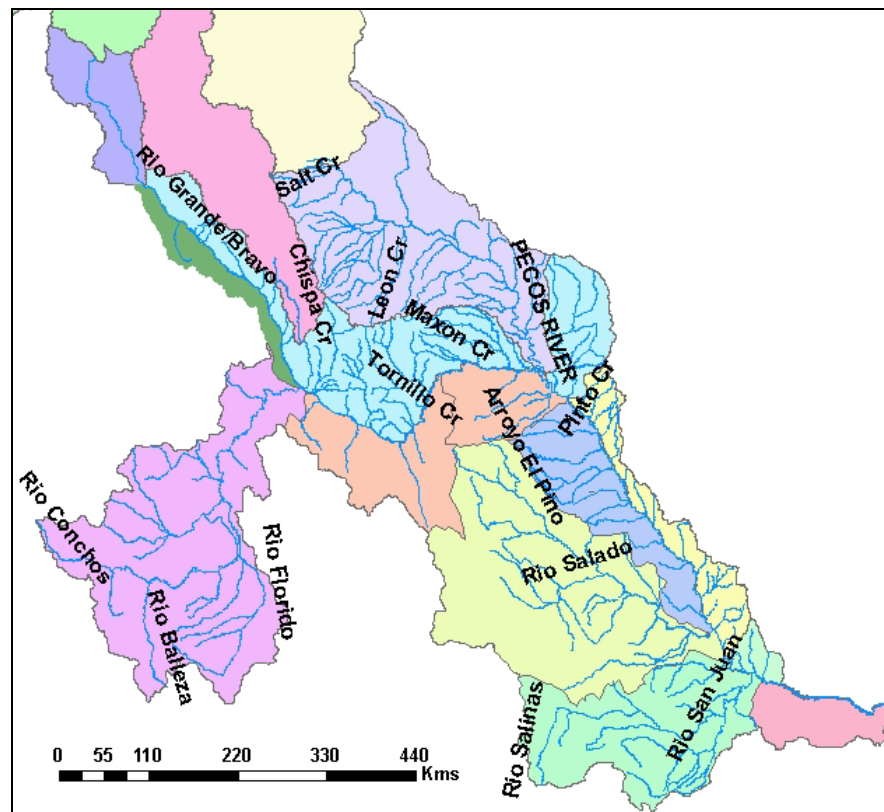 Salt Cr
Rio Grande/Bravo
Chispa Cr
Leon Cr
PECOS RIVER
Maxon Cr
Tornillo Cr
Pinto Cr
Arroyo El Pino
Rio Conchos
Rio Florido
Rio Balleza
Rio Salado
Rio San Juan
Rio Salinas
0 55 110 220 330 440
Kms